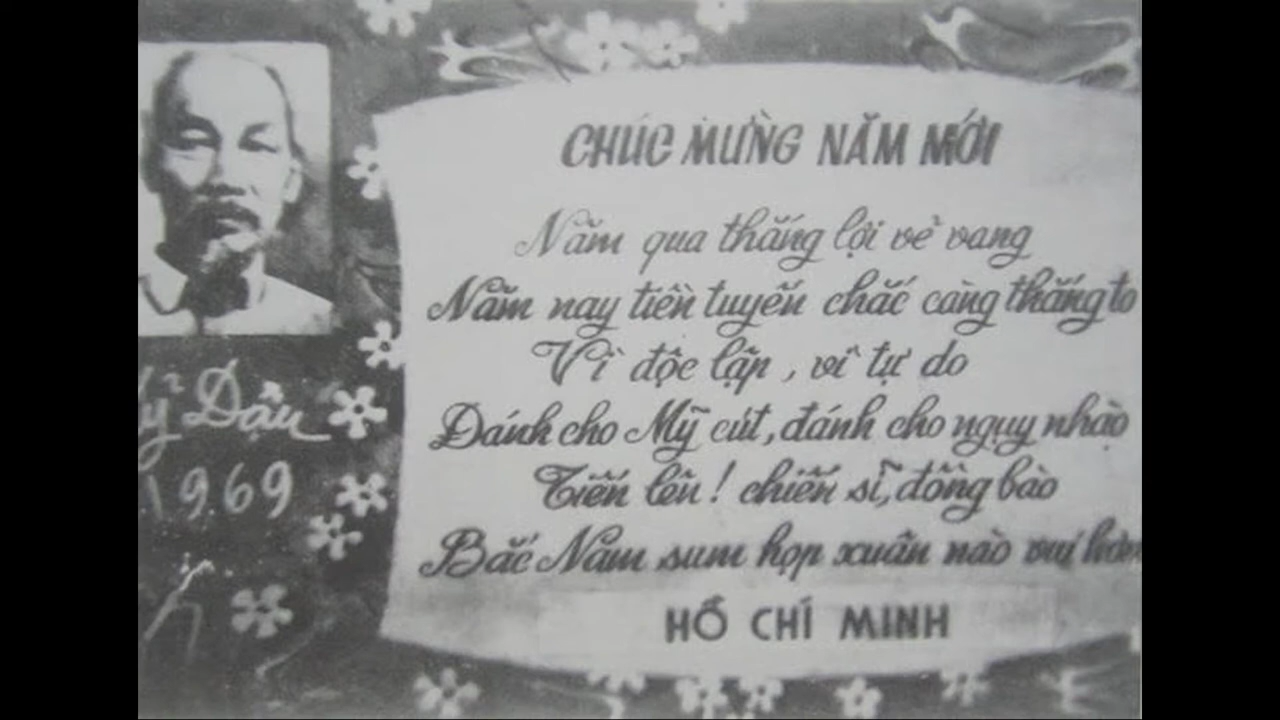 CHÚC MỪNG NĂM MỚI
Năm qua thắng lợi vẻ vang
Năm nay tiền tuyến chắc càng thắng to
Vì độc lập, vì tự do
Đánh cho Mỹ cút, đánh cho ngụy nhào
Tiến lên! chiến sĩ, đồng bào
Bắc Nam sum họp xuân nào vui hơn
HỒ CHÍ MINH
Kỷ Dậu
1969